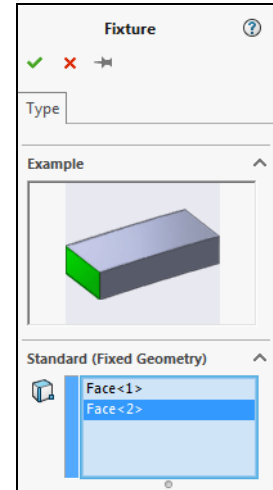 Fixture
Type
Example
Standard (Fixed Geometry)
Face<1>
Face<2>